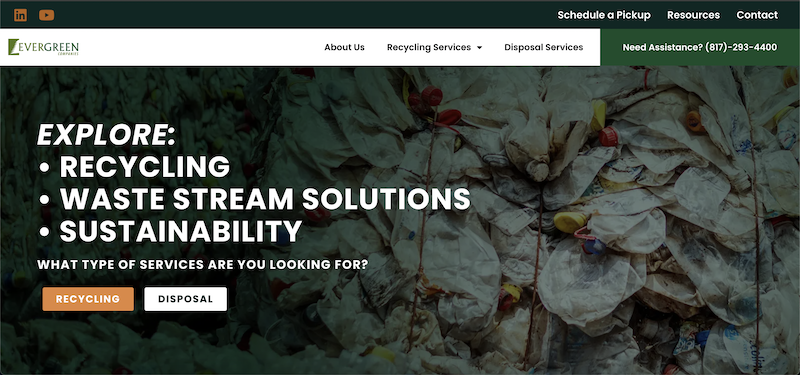 Schedule a Pickup Resources Contact
EVERGREEN
COMPANIES
About Us Recycling Services Disposal Services Need Assistance? (817)-293-4400
EXPLORE:
• RECYCLING
• WASTE STREAM SOLUTIONS
• SUSTAINABILITY
WHAT TYPE OF SERVICES ARE YOU LOOKING FOR?
RECYCLING DISPOSAL